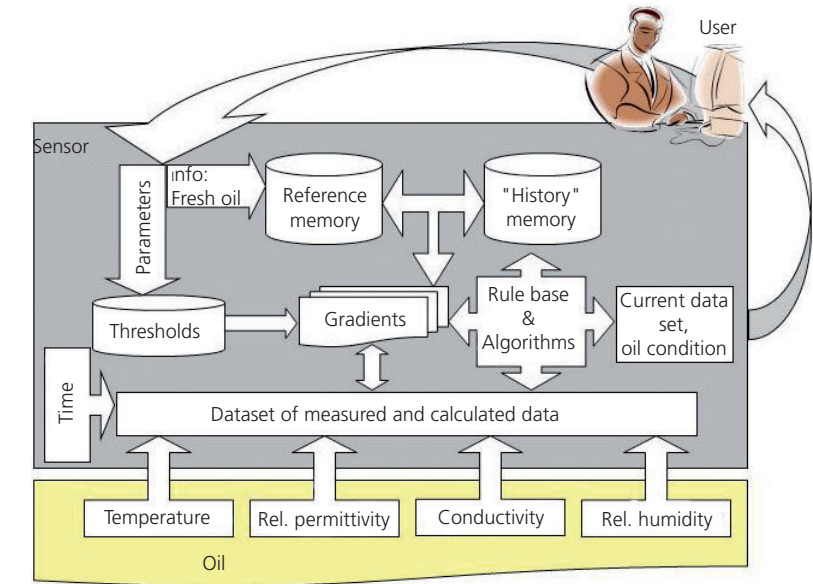 User
Sensor
Info:
Fresh oil
Parameters
Reference
memory
"History"
memory
Thresholds
Gradients
Rule base
&
Algorithms
Current data
set,
oil condition
Time
Dataset of measured and calculated data
Temperature
Rel. permittivity
Conductivity
Rel. humidity
Oil